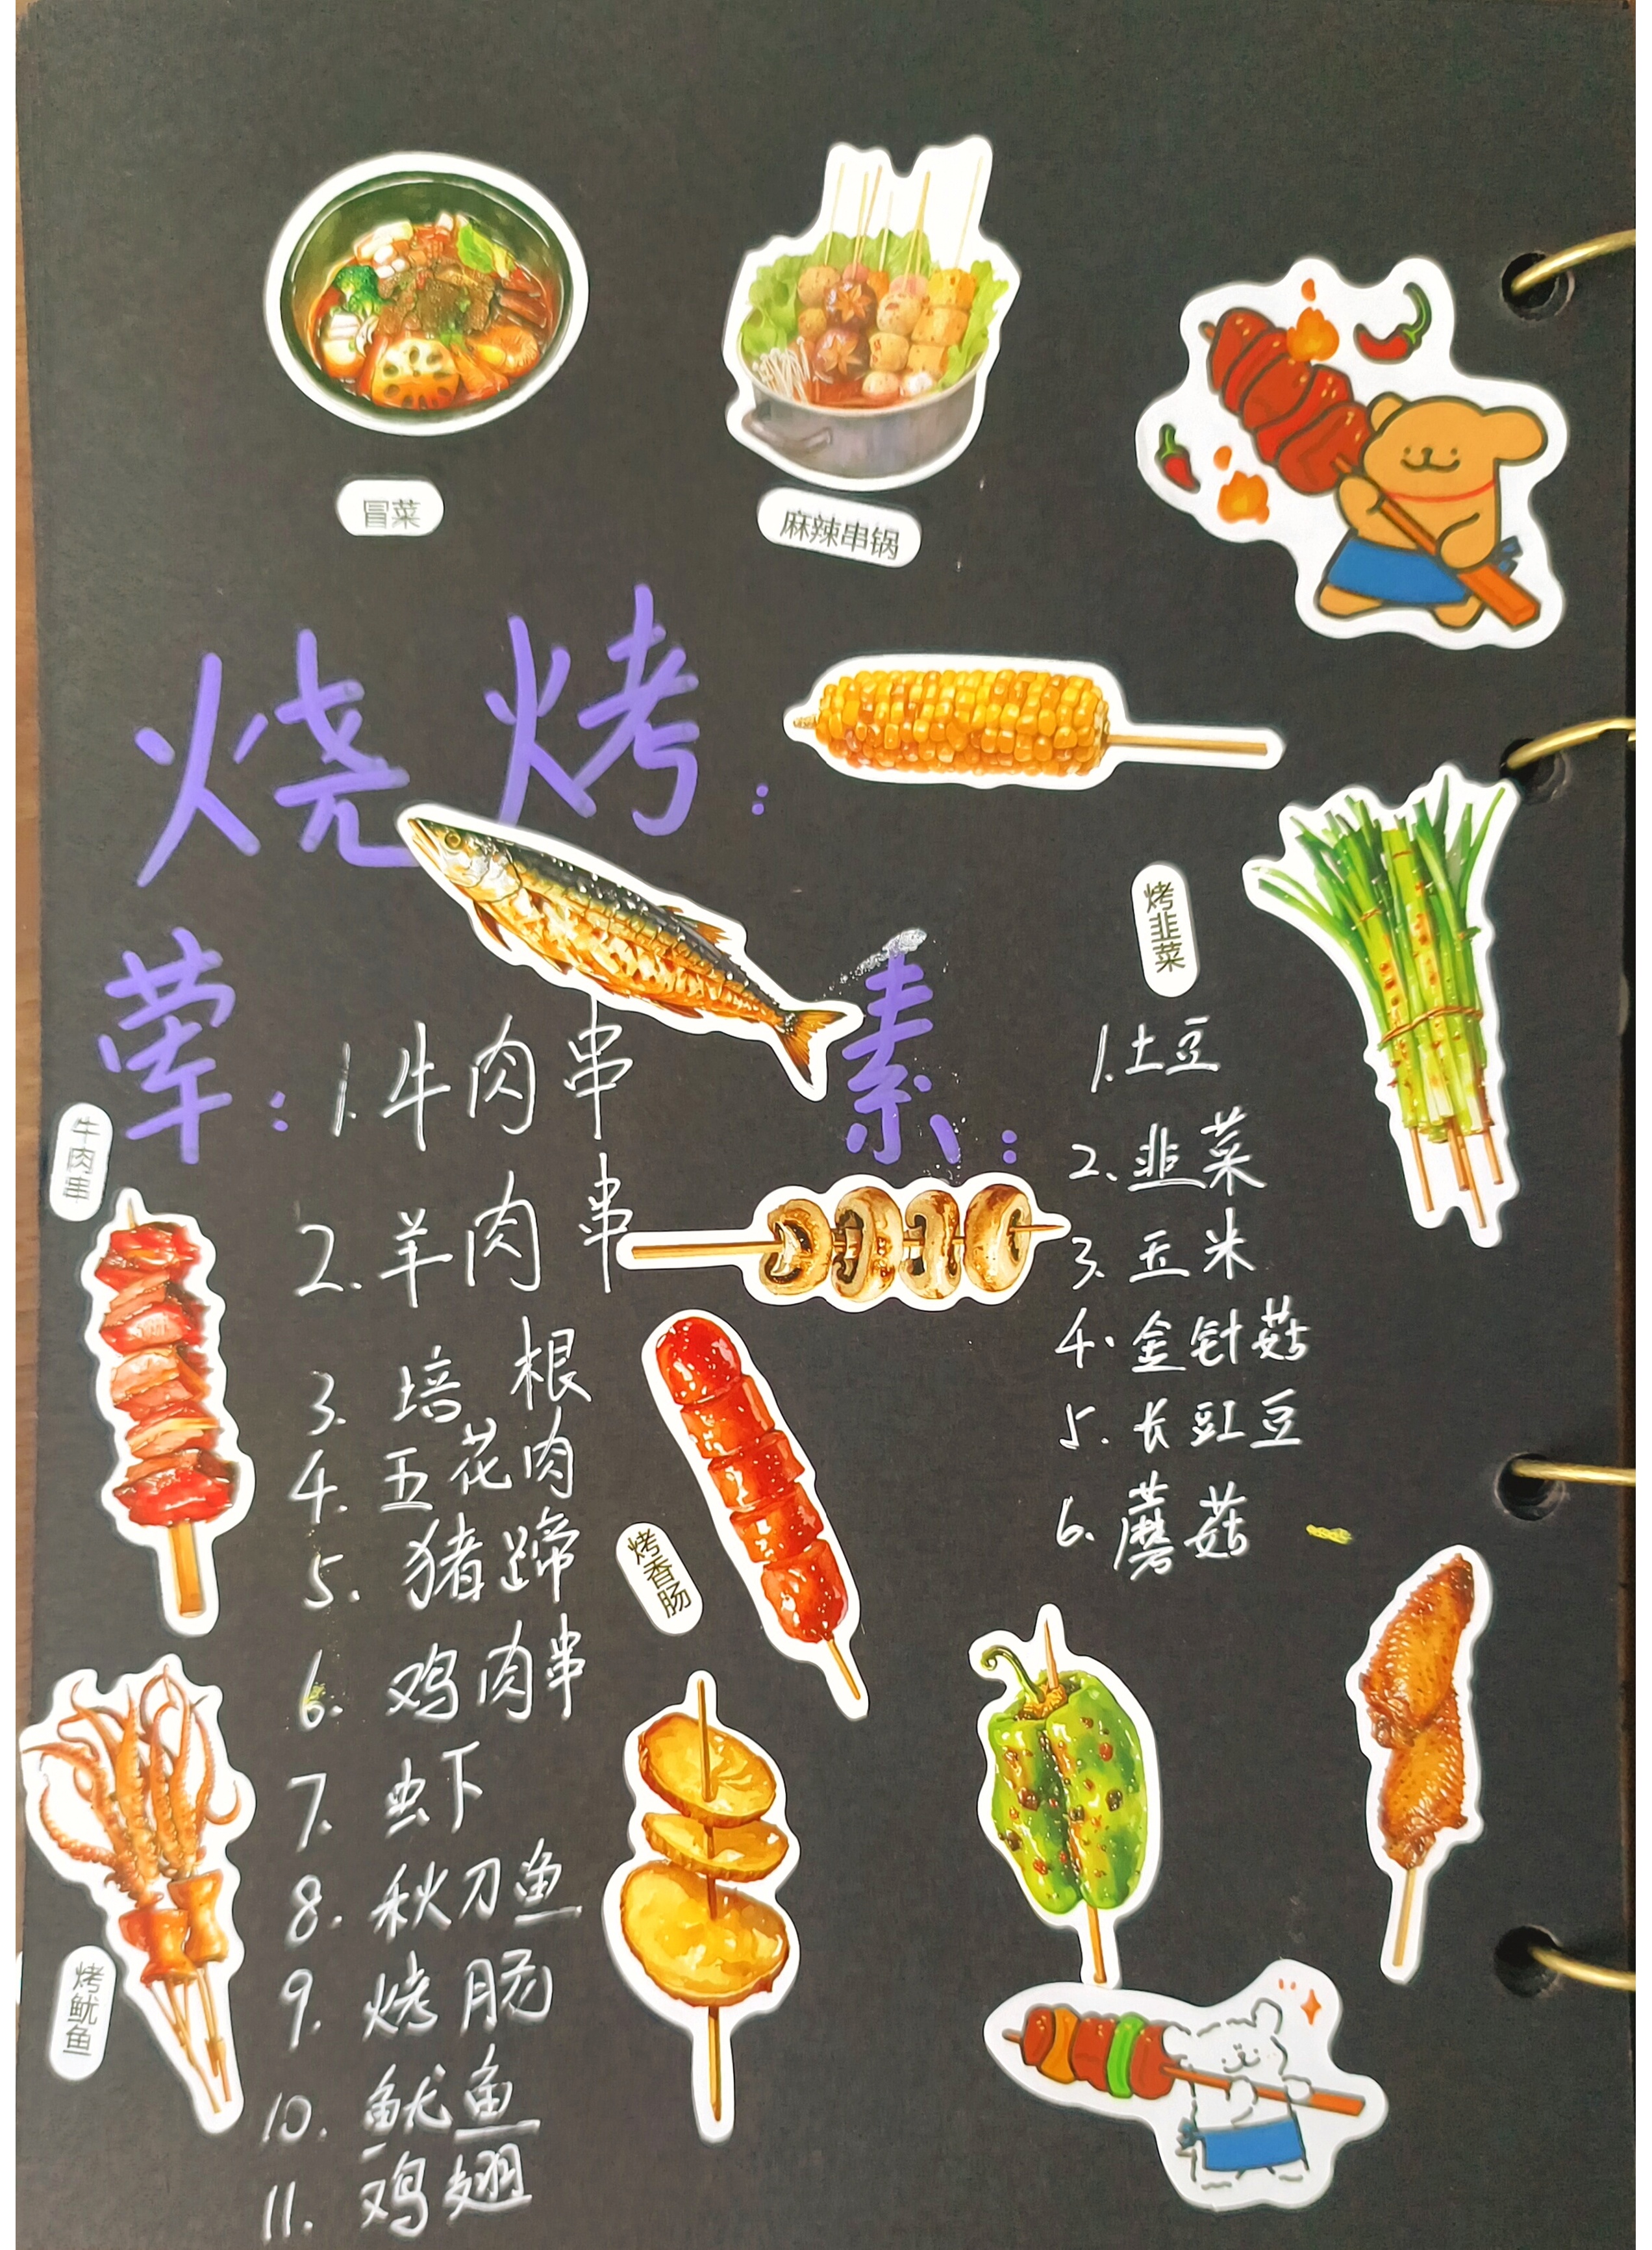 冒菜
麻辣串锅
烧烤：
烤韭菜
荤：
1.牛肉串
2.羊肉串
3.培根
4.五花肉
5.猪蹄
6.鸡肉串
7.虾
8.秋刀鱼
9.烤肠
10.鱿鱼
11.鸡翅
牛肉串
烤鱿鱼
烤香肠
素：
1.土豆
2.韭菜
3.玉米
4.金针菇
5.长豇豆
6.蘑菇